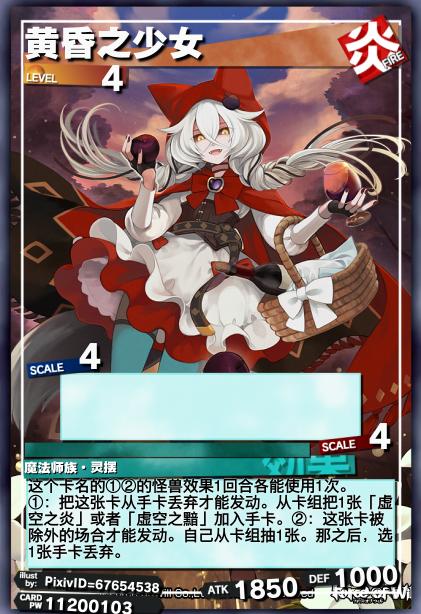 黄昏之少女
炎
FIRE
LEVEL 4
SCALE 4
SCALE 4
魔法师族・灵摆
这个卡名的①②的怪兽效果1回合各能使用1次。
①：把这张卡从手卡丢弃才能发动。从卡组把1张「虚
空之炎」或者「虚空之黯」加入手卡。②：这张卡被
除外的场合才能发动。自己从卡组抽1张。那之后，选
1张手卡丢弃。
illust by: PixivID=67654538
ATK 1850 DEF 1000
CARD PW 11200103